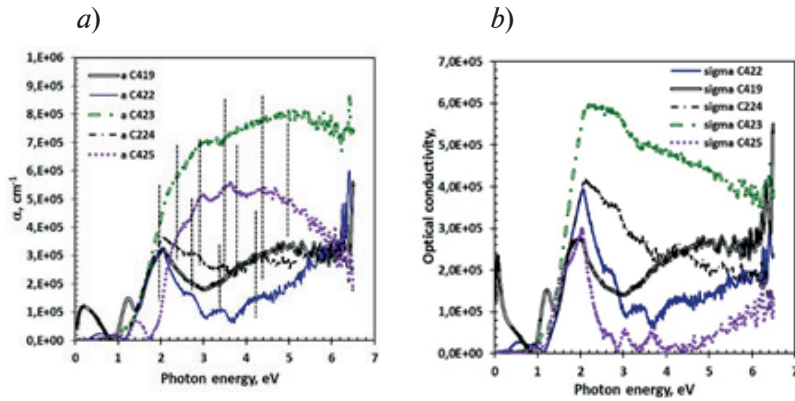 a)
1,E+06
9,E+05
8,E+05
7,E+05
6,E+05
5,E+05
4,E+05
3,E+05
2,E+05
1,E+05
0,E+00
α, cm-1
a C419
a C422
a C423
a C224
a C425
0 1 2 3 4 5 6 7
Photon energy, eV
b)
7,0E+05
6,0E+05
5,0E+05
4,0E+05
3,0E+05
2,0E+05
1,0E+05
0,0E+00
Optical conductivity,
sigma C422
sigma C419
sigma C224
sigma C423
sigma C425
0 1 2 3 4 5 6 7
Photon energy, eV